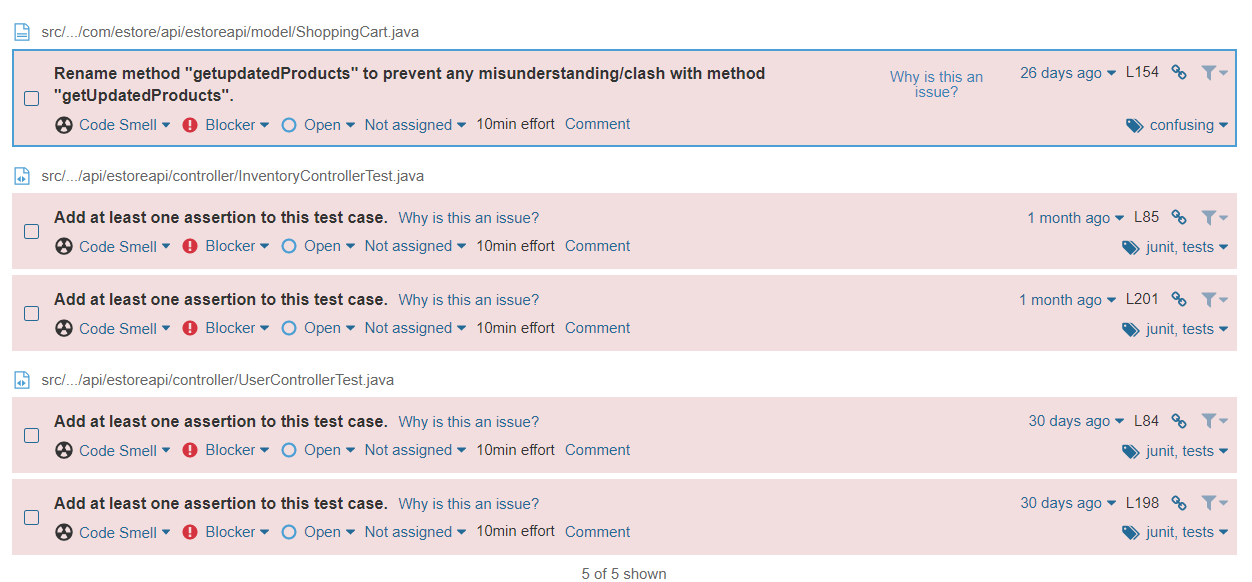 src/.../com/estore/api/estoreapi/model/ShoppingCart.java
Rename method "getupdatedProducts" to prevent any misunderstanding/clash with method
"getUpdatedProducts".
Why is this an
issue?
26 days ago L154
Code Smell Blocker Open Not assigned 10min effort Comment
confusing
src/.../api/estoreapi/controller/InventoryControllerTest.java
Add at least one assertion to this test case. Why is this an issue? 1 month ago L85
Code Smell Blocker Open Not assigned 10min effort Comment junit, tests
Add at least one assertion to this test case. Why is this an issue? 1 month ago L201
Code Smell Blocker Open Not assigned 10min effort Comment junit, tests
src/.../api/estoreapi/controller/UserControllerTest.java
Add at least one assertion to this test case. Why is this an issue? 30 days ago L84
Code Smell Blocker Open Not assigned 10min effort Comment junit, tests
Add at least one assertion to this test case. Why is this an issue? 30 days ago L198
Code Smell Blocker Open Not assigned 10min effort Comment junit, tests
5 of 5 shown